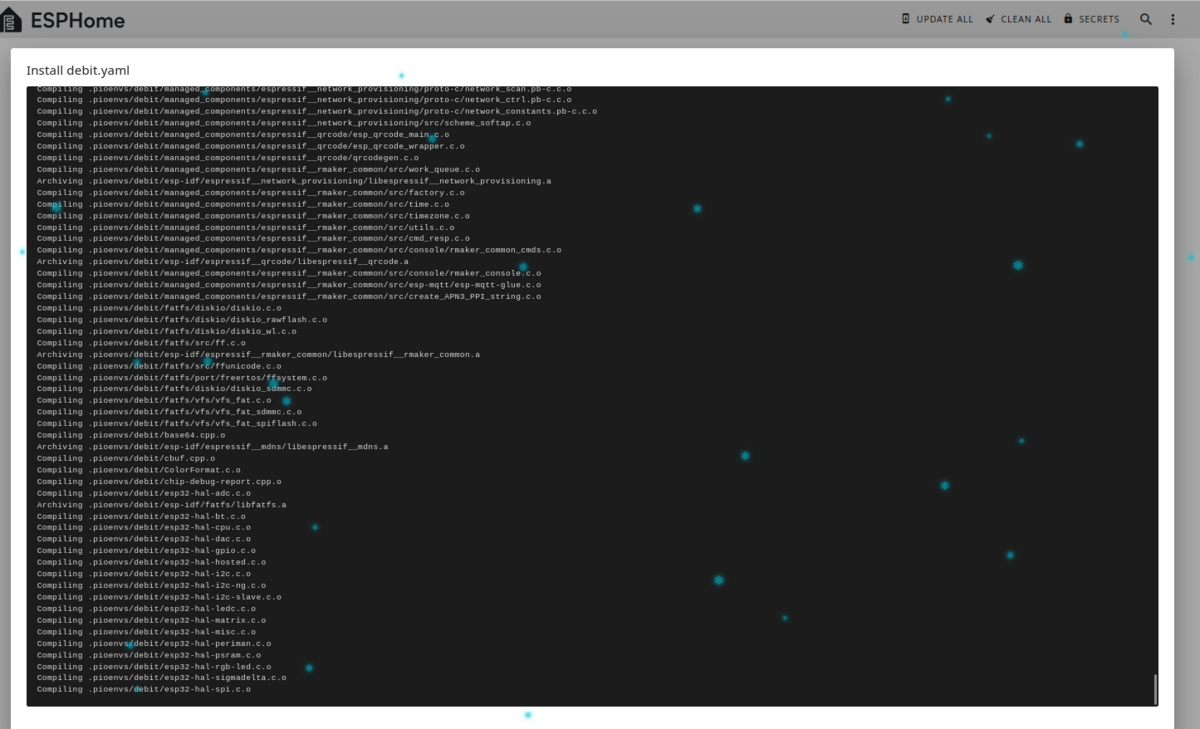 ESPHome
UPDATE ALL
CLEAN ALL
SECRETS
Install debit.yaml
Compiling .pioenvs/debit/managed_components/espressif__network_provisioning/proto-c/network_scan.pb-c.c.o
Compiling .pioenvs/debit/managed_components/espressif__network_provisioning/proto-c/network_ctrl.pb-c.c.o
Compiling .pioenvs/debit/managed_components/espressif__network_provisioning/proto-c/network_constants.pb-c.c.o
Compiling .pioenvs/debit/managed_components/espressif__network_provisioning/src/scheme_softap.c.o
Compiling .pioenvs/debit/managed_components/espressif__qrcode/esp_qrcode_main.c.o
Compiling .pioenvs/debit/managed_components/espressif__qrcode/esp_qrcode_wrapper.c.o
Compiling .pioenvs/debit/managed_components/espressif__qrcode/qrcodegen.c.o
Compiling .pioenvs/debit/managed_components/espressif__rmaker_common/src/work_queue.c.o
Archiving .pioenvs/debit/esp-idf/espressif__network_provisioning/libespressif__network_provisioning.a
Compiling .pioenvs/debit/managed_components/espressif__rmaker_common/src/factory.c.o
Compiling .pioenvs/debit/managed_components/espressif__rmaker_common/src/time.c.o
Compiling .pioenvs/debit/managed_components/espressif__rmaker_common/src/timezone.c.o
Compiling .pioenvs/debit/managed_components/espressif__rmaker_common/src/utils.c.o
Compiling .pioenvs/debit/managed_components/espressif__rmaker_common/src/cmd_resp.c.o
Compiling .pioenvs/debit/managed_components/espressif__rmaker_common/src/console/rmaker_common_cmds.c.o
Archiving .pioenvs/debit/esp-idf/espressif__qrcode/libespressif__qrcode.a
Compiling .pioenvs/debit/managed_components/espressif__rmaker_common/src/console/rmaker_console.c.o
Compiling .pioenvs/debit/managed_components/espressif__rmaker_common/src/esp-mqtt/esp-mqtt-glue.c.o
Compiling .pioenvs/debit/managed_components/espressif__rmaker_common/src/create_APN3_PPI_string.c.o
Compiling .pioenvs/debit/fatfs/diskio/diskio.c.o
Compiling .pioenvs/debit/fatfs/diskio/diskio_rawflash.c.o
Compiling .pioenvs/debit/fatfs/diskio/diskio_wl.c.o
Compiling .pioenvs/debit/fatfs/src/ff.c.o
Archiving .pioenvs/debit/esp-idf/espressif__rmaker_common/libespressif__rmaker_common.a
Compiling .pioenvs/debit/fatfs/src/ffunicode.c.o
Compiling .pioenvs/debit/fatfs/port/freertos/ffsystem.c.o
Compiling .pioenvs/debit/fatfs/diskio/diskio_sdmmc.c.o
Compiling .pioenvs/debit/fatfs/vfs/vfs_fat.c.o
Compiling .pioenvs/debit/fatfs/vfs/vfs_fat_sdmmc.c.o
Compiling .pioenvs/debit/fatfs/vfs/vfs_fat_spiflash.c.o
Compiling .pioenvs/debit/base64.cpp.o
Archiving .pioenvs/debit/esp-idf/espressif__mdns/libespressif__mdns.a
Compiling .pioenvs/debit/cbuf.cpp.o
Compiling .pioenvs/debit/ColorFormat.c.o
Compiling .pioenvs/debit/chip-debug-report.cpp.o
Compiling .pioenvs/debit/esp32-hal-adc.c.o
Archiving .pioenvs/debit/esp-idf/fatfs/libfatfs.a
Compiling .pioenvs/debit/esp32-hal-bt.c.o
Compiling .pioenvs/debit/esp32-hal-cpu.c.o
Compiling .pioenvs/debit/esp32-hal-dac.c.o
Compiling .pioenvs/debit/esp32-hal-gpio.c.o
Compiling .pioenvs/debit/esp32-hal-hosted.c.o
Compiling .pioenvs/debit/esp32-hal-i2c.c.o
Compiling .pioenvs/debit/esp32-hal-i2c-ng.c.o
Compiling .pioenvs/debit/esp32-hal-i2c-slave.c.o
Compiling .pioenvs/debit/esp32-hal-ledc.c.o
Compiling .pioenvs/debit/esp32-hal-matrix.c.o
Compiling .pioenvs/debit/esp32-hal-misc.c.o
Compiling .pioenvs/debit/esp32-hal-periman.c.o
Compiling .pioenvs/debit/esp32-hal-psram.c.o
Compiling .pioenvs/debit/esp32-hal-rgb-led.c.o
Compiling .pioenvs/debit/esp32-hal-sigmadelta.c.o
Compiling .pioenvs/debit/esp32-hal-spi.c.o